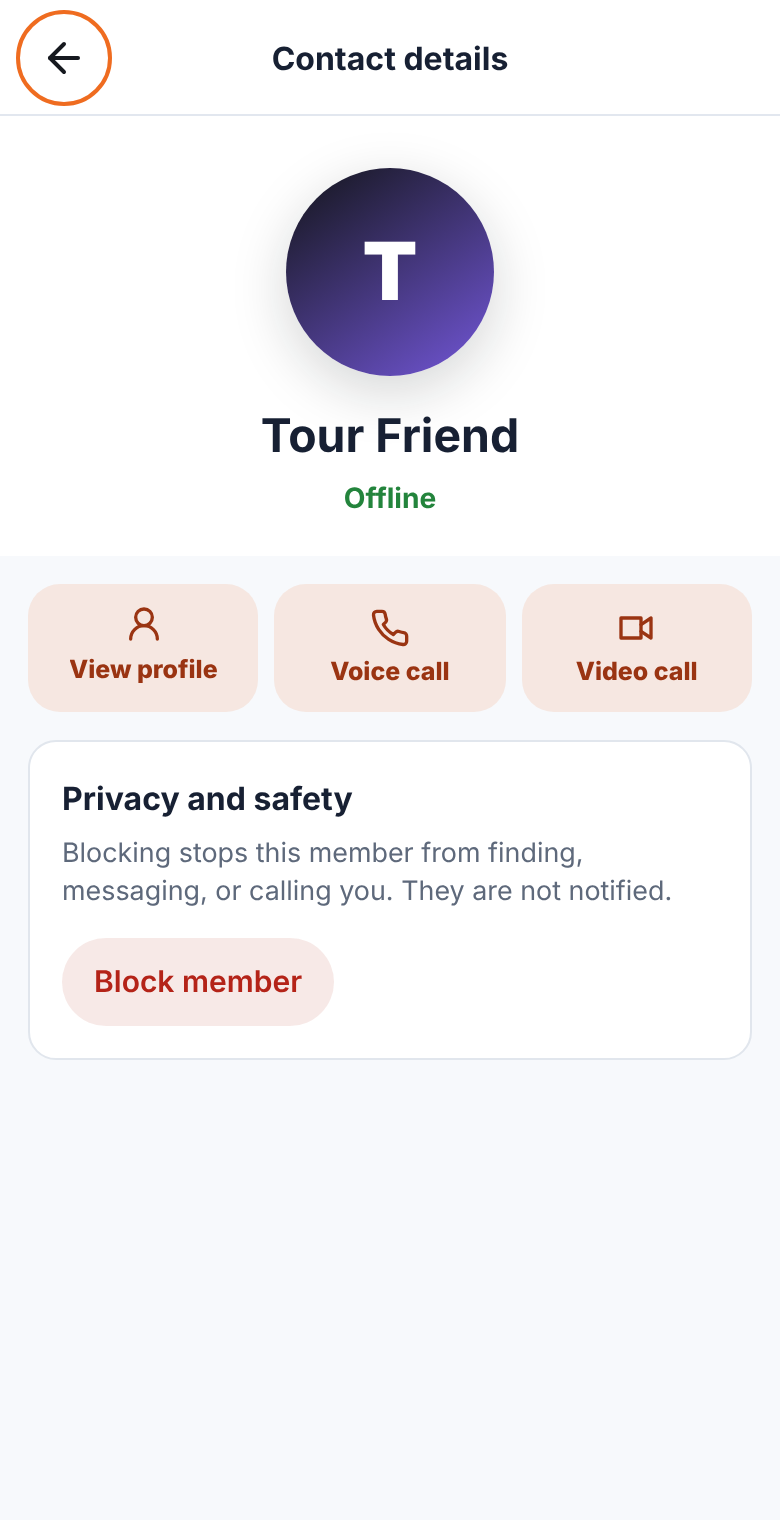 Contact details
T
Tour Friend
Offline
View profile
Voice call
Video call
Privacy and safety
Blocking stops this member from finding,
messaging, or calling you. They are not notified.
Block member